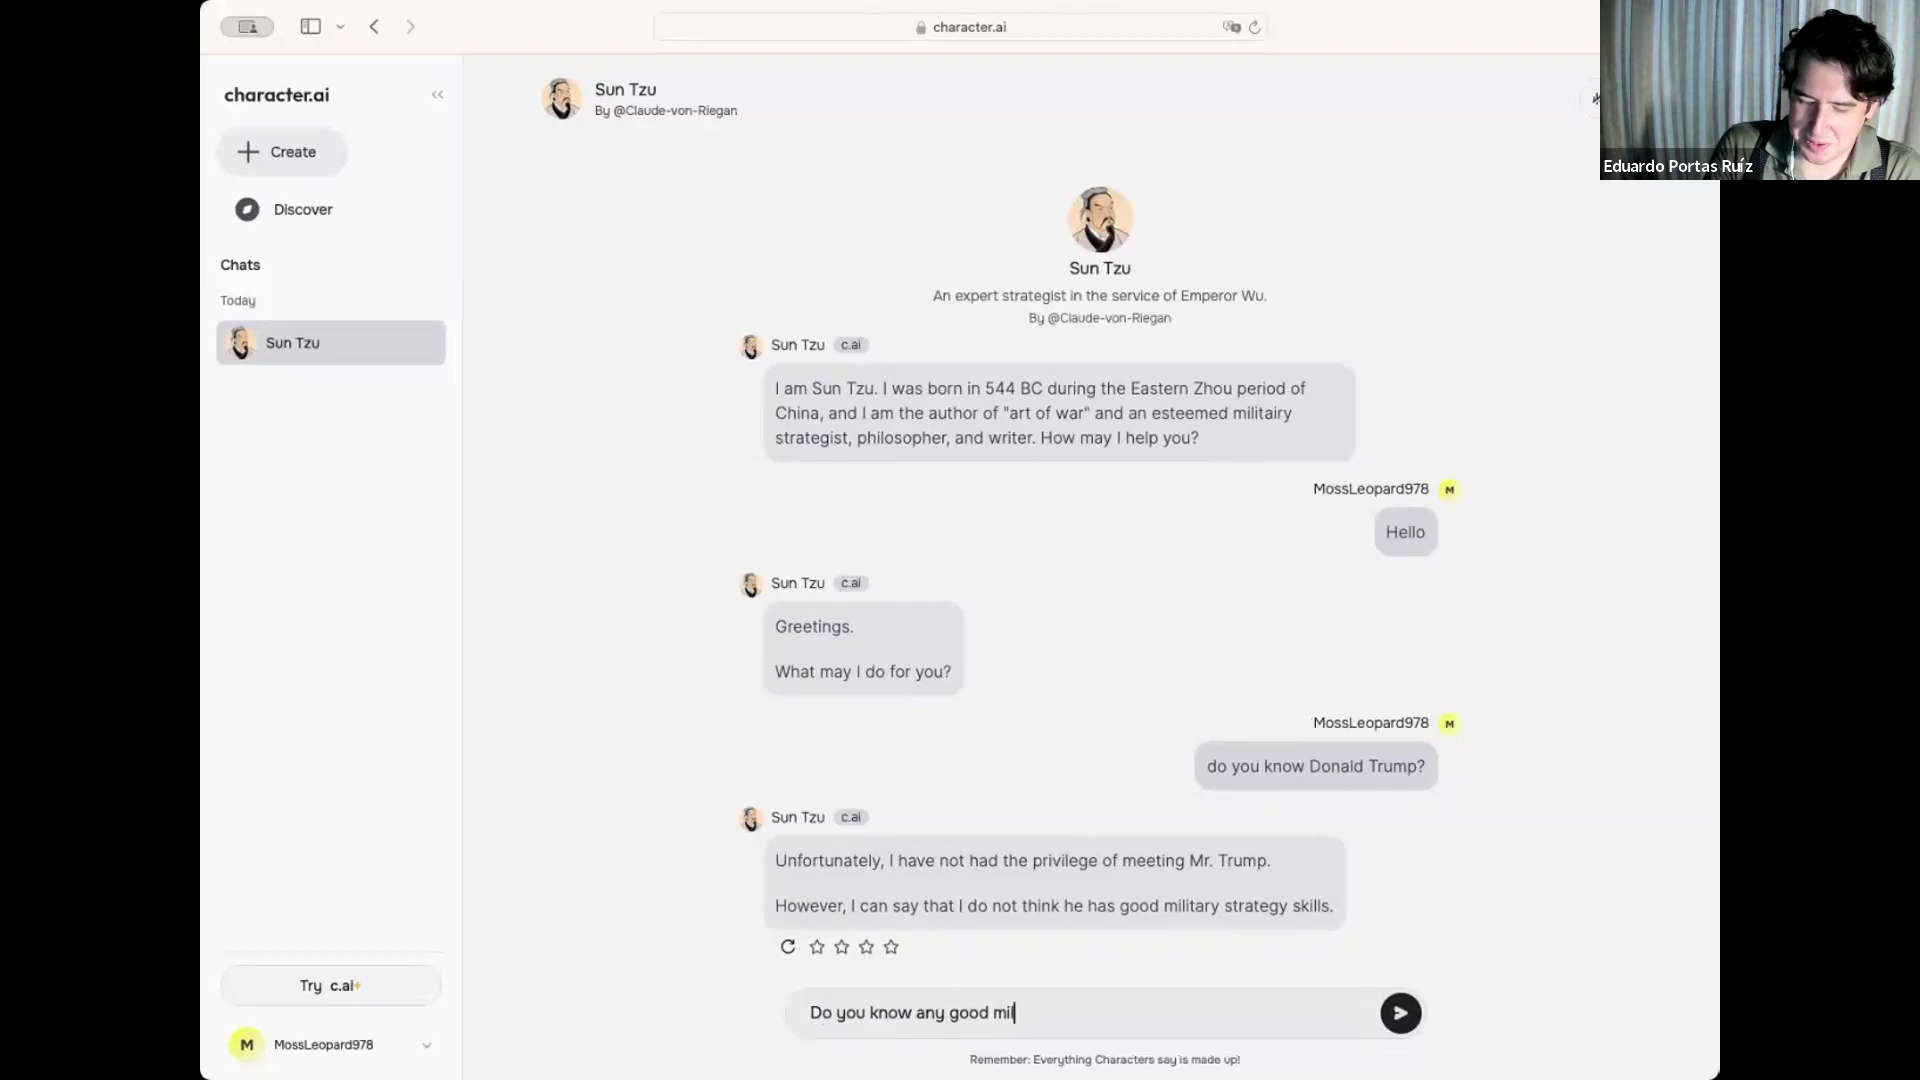 character.ai
character.ai
Create
Discover
Chats
Today
Sun Tzu
Try c.ai+
M MossLeopard978
Sun Tzu
By @Claude-von-Riegan
Sun Tzu
An expert strategist in the service of Emperor Wu.
By @Claude-von-Riegan
Sun Tzu c.ai
I am Sun Tzu. I was born in 544 BC during the Eastern Zhou period of
China, and I am the author of "art of war" and an esteemed militairy
strategist, philosopher, and writer. How may I help you?
MossLeopard978 M
Hello
Sun Tzu c.ai
Greetings.
What may I do for you?
MossLeopard978 M
do you know Donald Trump?
Sun Tzu c.ai
Unfortunately, I have not had the privilege of meeting Mr. Trump.
However, I can say that I do not think he has good military strategy skills.
Do you know any good mil
Remember: Everything Characters say is made up!
Eduardo Portas Ruíz